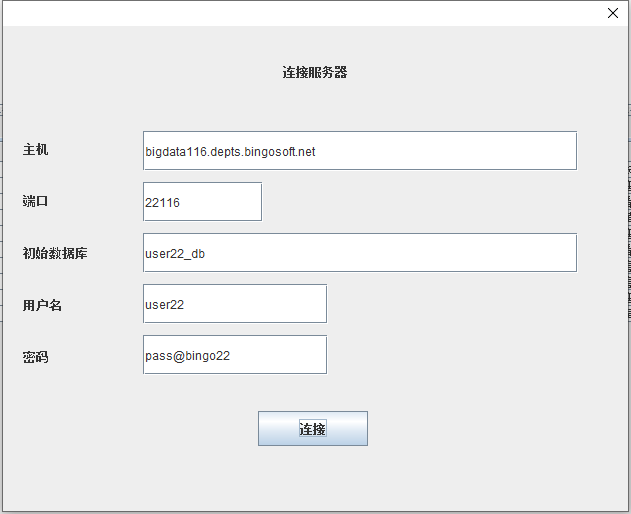 连接服务器
主机 bigdata116.depts.bingosoft.net
端口 22116
初始数据库 user22_db
用户名 user22
密码 pass@bingo22
连接